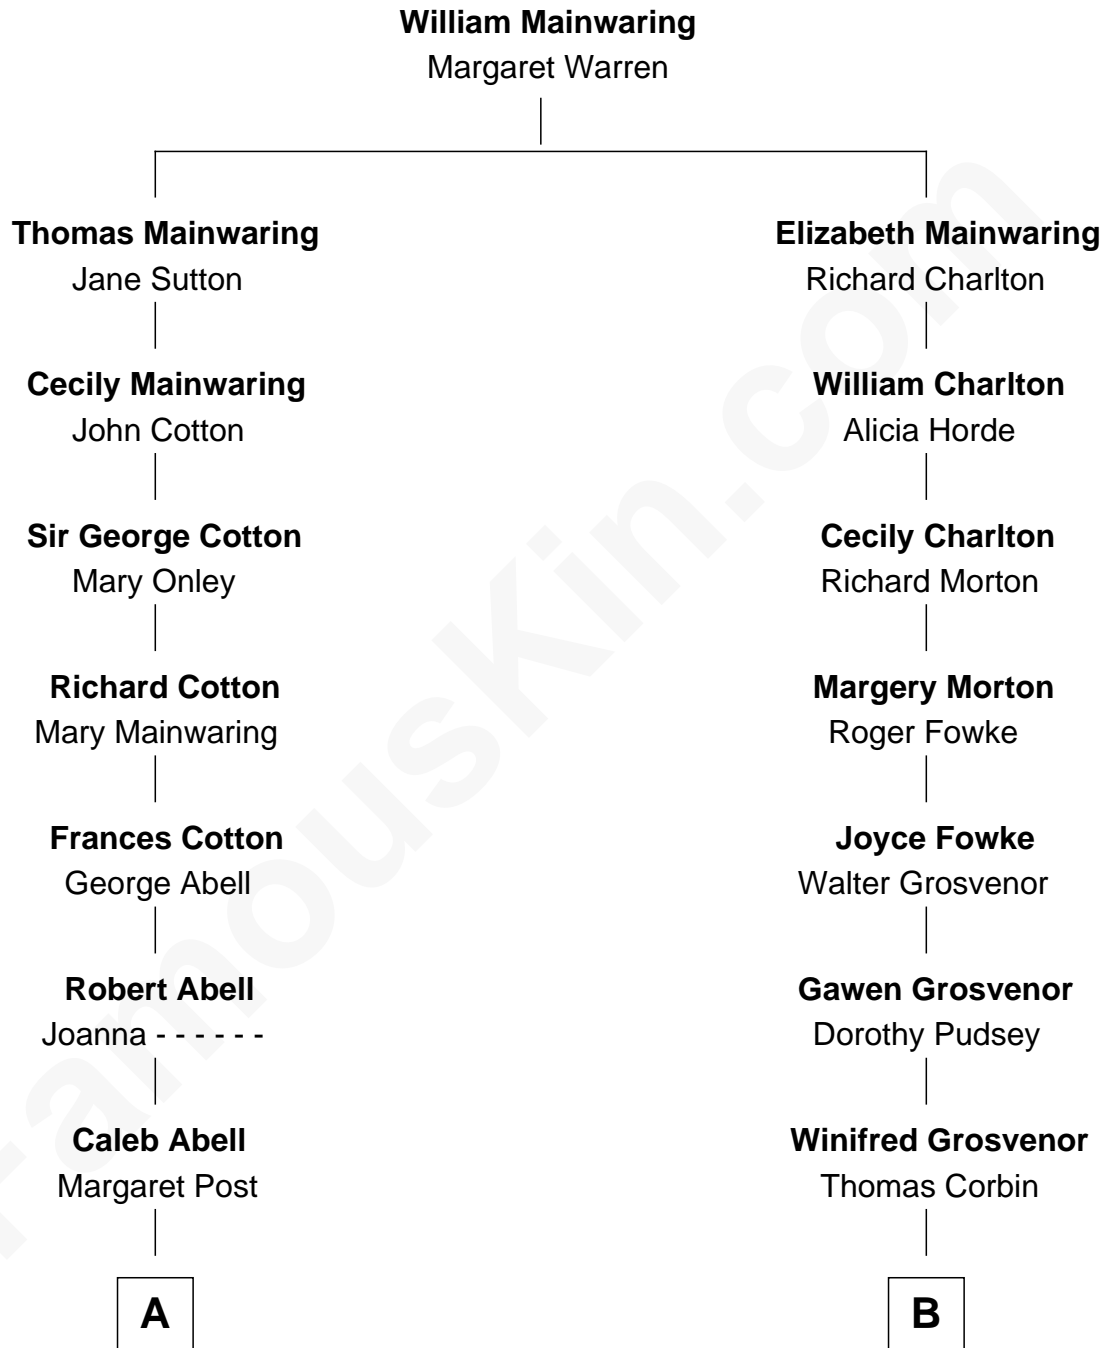 William Mainwaring
Margaret Warren
Thomas Mainwaring
Jane Sutton
Elizabeth Mainwaring
Richard Charlton
Cecily Mainwaring
John Cotton
William Charlton
Alicia Horde
Sir George Cotton
Mary Onley
Cecily Charlton
Richard Morton
Richard Cotton
Mary Mainwaring
Margery Morton
Roger Fowke
Frances Cotton
George Abell
Joyce Fowke
Walter Grosvenor
Robert Abell
Joanna - - - - - -
Gawen Grosvenor
Dorothy Pudsey
Caleb Abell
Margaret Post
Winifred Grosvenor
Thomas Corbin
A
B
FamousKin.com